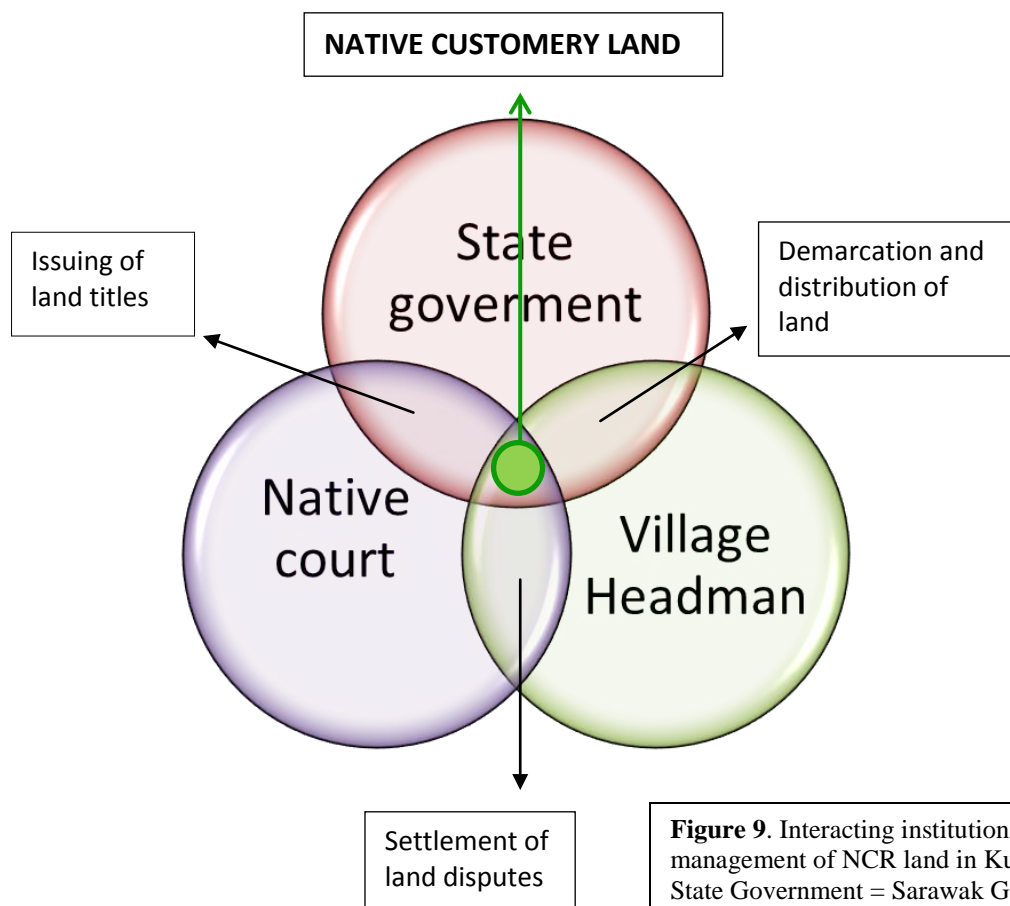 NATIVE CUSTOMERY LAND
State
goverment
Issuing of
land titles
Demarcation and
distribution of
land
Native
court
Village
Headman
Settlement of
land disputes
Figure 9. Interacting institution
management of NCR land in Ku
State Government = Sarawak G